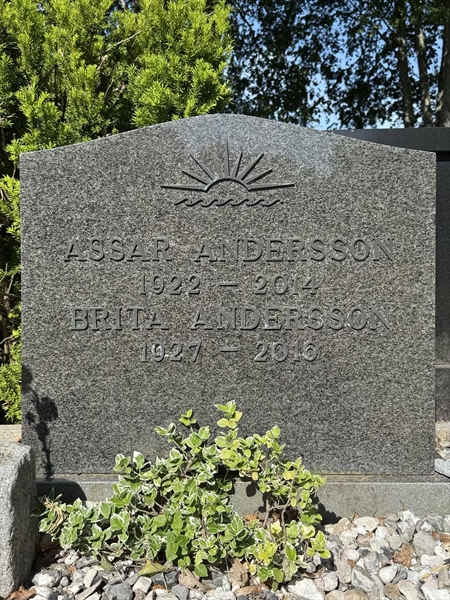 ASSAR ANDERSSON
1922 – 2014
BRITA ANDERSSON
1927 – 2016